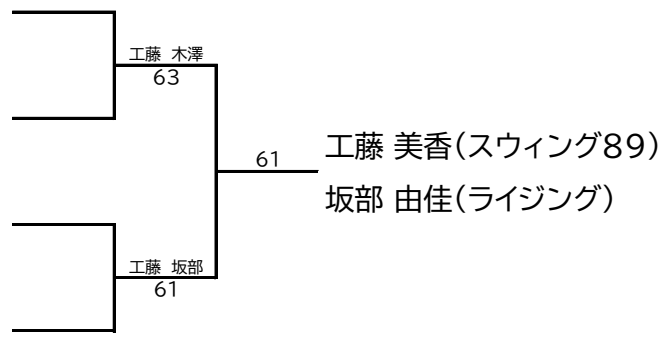 工藤 木澤
63
61
工藤 美香(スウィング89)
坂部 由佳(ライジング)
工藤 坂部
61